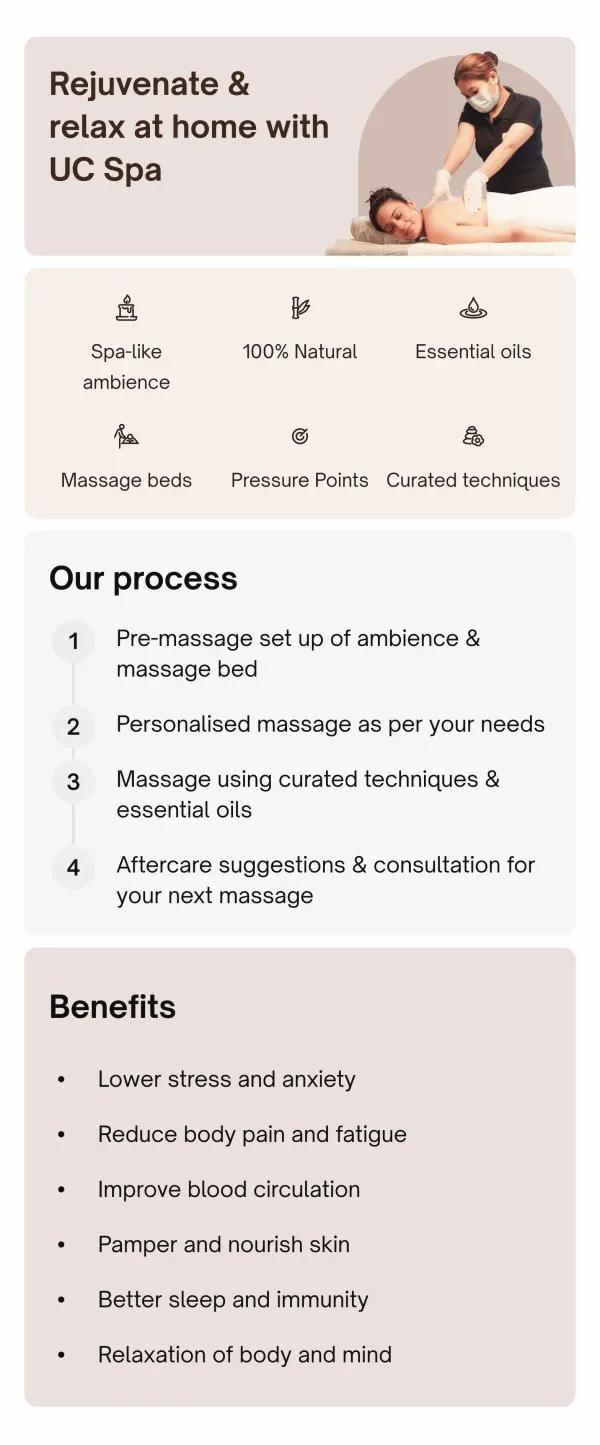 Rejuvenate &
relax at home with
UC Spa
Spa-like
ambience
100% Natural
Essential oils
Massage beds
Pressure Points
Curated techniques
Our process
1
Pre-massage set up of ambience &
massage bed
2
Personalised massage as per your needs
3
Massage using curated techniques &
essential oils
4
Aftercare suggestions & consultation for
your next massage
Benefits
• Lower stress and anxiety
• Reduce body pain and fatigue
• Improve blood circulation
• Pamper and nourish skin
• Better sleep and immunity
• Relaxation of body and mind